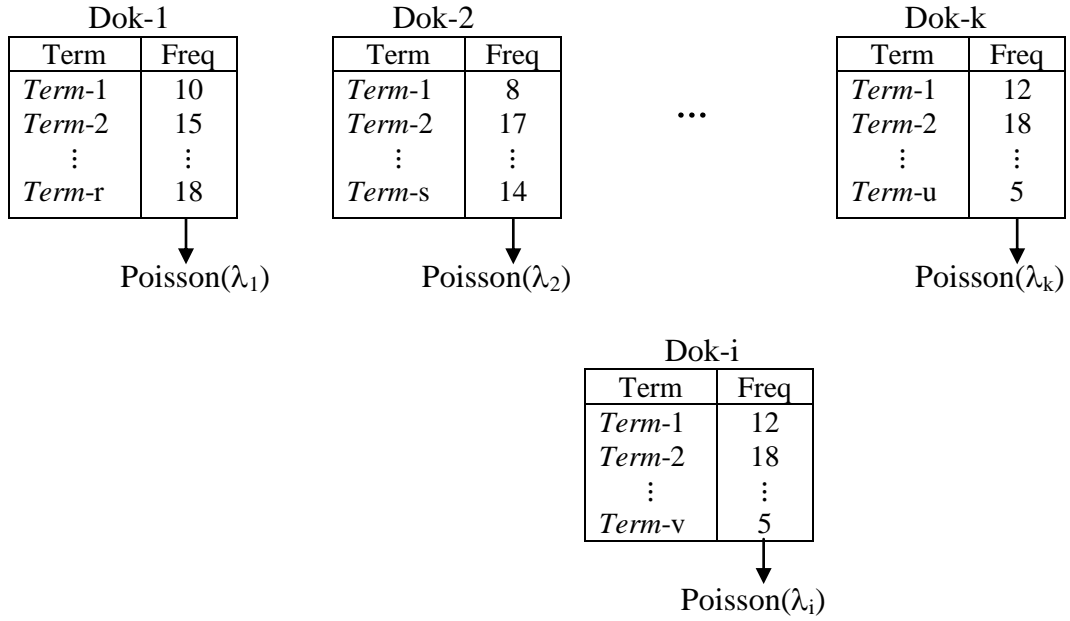 Dok-1
Term Freq
Term-1 10
Term-2 15
⋮ ⋮
Term-r 18
Poisson(λ1)
Dok-2
Term Freq
Term-1 8
Term-2 17
⋮ ⋮
Term-s 14
Poisson(λ2)
...
Dok-k
Term Freq
Term-1 12
Term-2 18
⋮ ⋮
Term-u 5
Poisson(λk)
Dok-i
Term Freq
Term-1 12
Term-2 18
⋮ ⋮
Term-v 5
Poisson(λi)